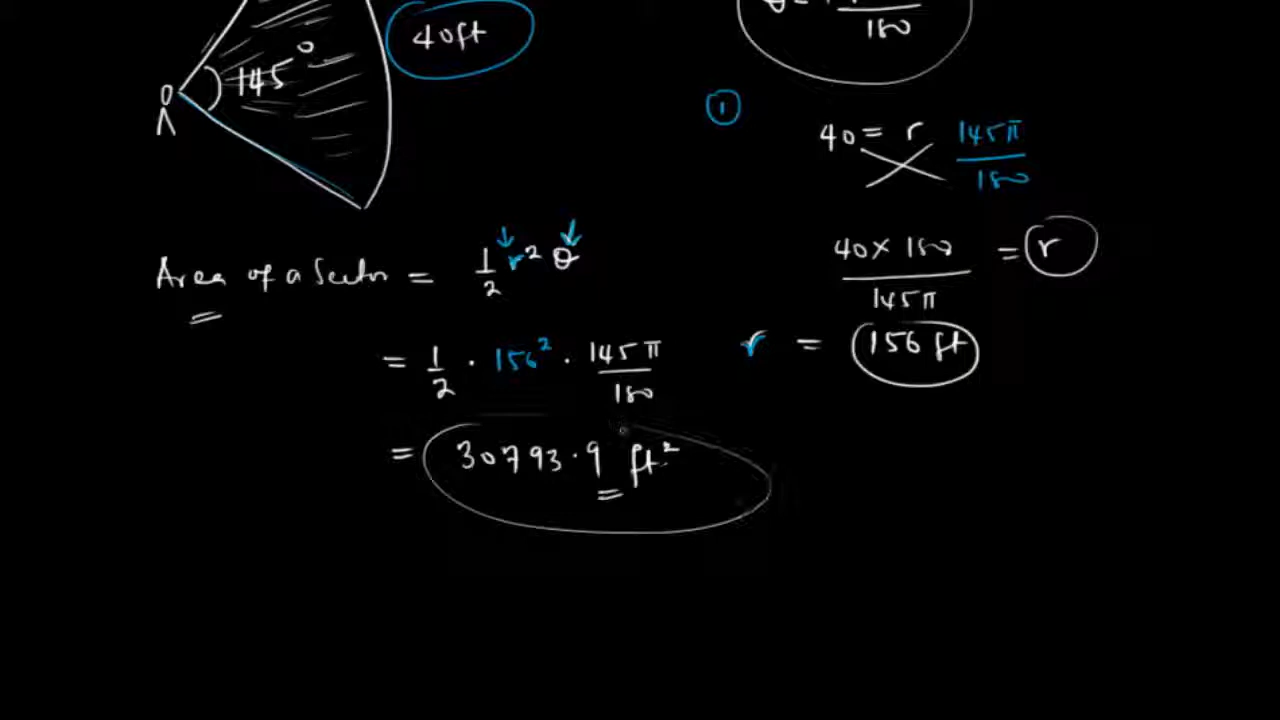 40ft
180
145°
①
40 = r 145π
180
Area of a Sector = 1/2 r² θ
40 × 180 = r
145π
= 1/2 · 156² · 145π/180
r = 156 ft
= 30793.9 ft²